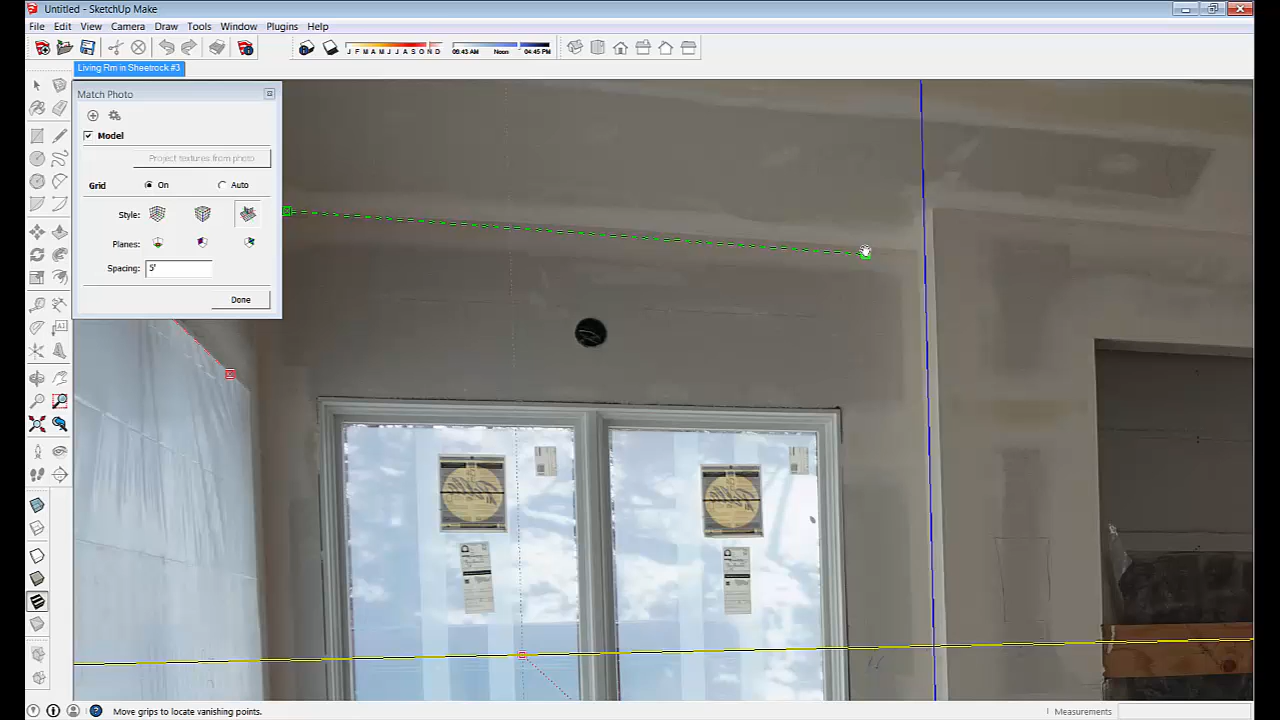 Untitled - SketchUp Make
File Edit View Camera Draw Tools Window Plugins Help
J F M A M J J A S O N D
06:43 AM Noon 04:45 PM
Living Rm in Sheetrock #3
Match Photo
Model
Project textures from photo
Grid On Auto
Style:
Planes:
Spacing: 5'
Done
Move grips to locate vanishing points.
Measurements